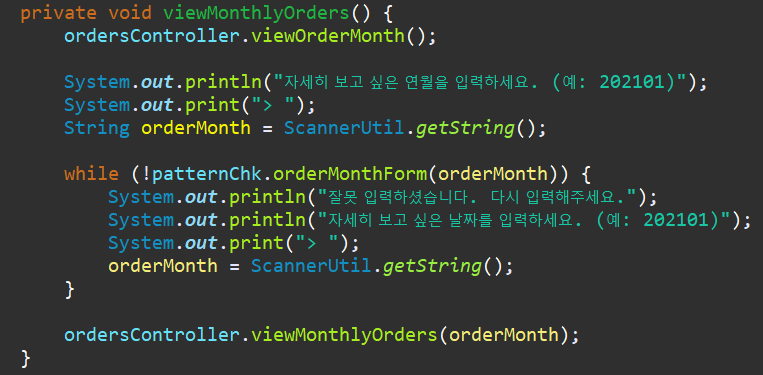 private void viewMonthlyOrders() {
    ordersController.viewOrderMonth();

    System.out.println("자세히 보고 싶은 연월을 입력하세요. (예: 202101)");
    System.out.print("> ");
    String orderMonth = ScannerUtil.getString();

    while (!patternChk.orderMonthForm(orderMonth)) {
        System.out.println("잘못 입력하셨습니다. 다시 입력해주세요.");
        System.out.println("자세히 보고 싶은 날짜를 입력하세요. (예: 202101)");
        System.out.print("> ");
        orderMonth = ScannerUtil.getString();
    }

    ordersController.viewMonthlyOrders(orderMonth);
}